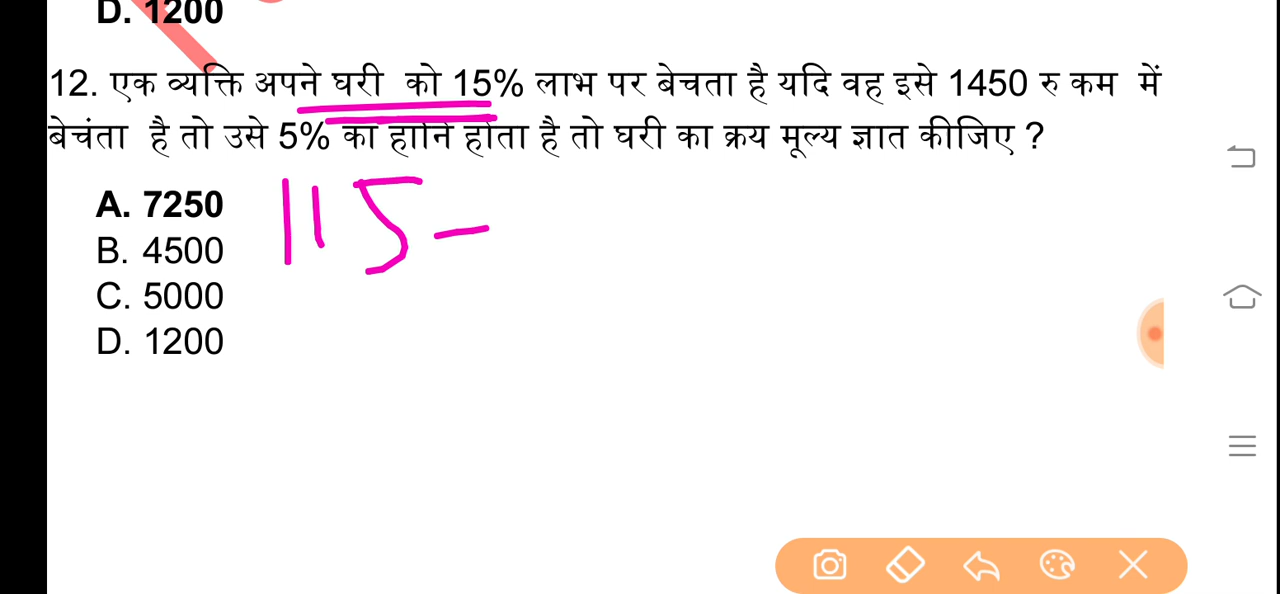 D. 1200
12. एक व्यक्ति अपने घरी को 15% लाभ पर बेचता है यदि वह इसे 1450 रु कम में
बेचंता है तो उसे 5% का हानि होता है तो घरी का क्रय मूल्य ज्ञात कीजिए ?
A. 7250
B. 4500
C. 5000
D. 1200
115 –